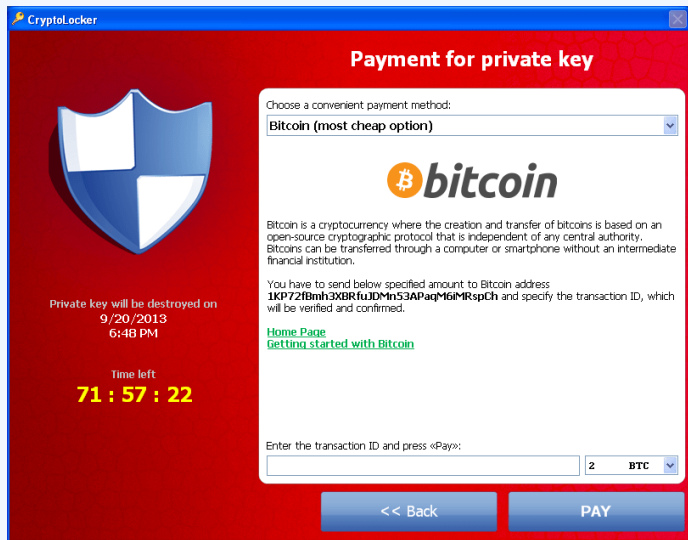 CryptoLocker
Payment for private key
Choose a convenient payment method:
Bitcoin (most cheap option)
bitcoin
Bitcoin is a cryptocurrency where the creation and transfer of bitcoins is based on an
open-source cryptographic protocol that is independent of any central authority.
Bitcoins can be transferred through a computer or smartphone without an intermediate
financial institution.
You have to send below specified amount to Bitcoin address
1KP72fBmh3XBRfuJDMn53APaqM6iMRspCh and specify the transaction ID, which
will be verified and confirmed.
Home Page
Getting started with Bitcoin
Private key will be destroyed on
9/20/2013
6:48 PM
Time left
71 : 57 : 22
Enter the transaction ID and press «Pay»:
2 BTC
<< Back
PAY